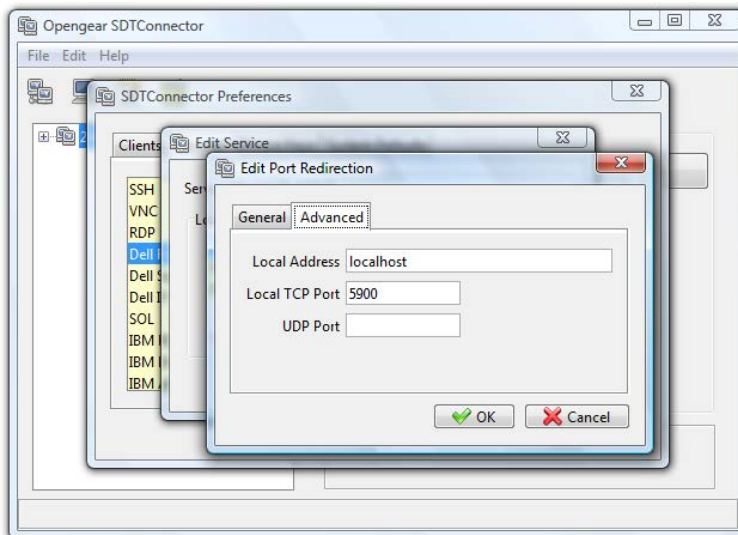 Opengear SDTConnector
File Edit Help
SDTConnector Preferences
Clients
Edit Service
Edit Port Redirection
SSH
VNC
RDP
Dell
Dell
Dell
SOL
IBM
IBM
IBM
General Advanced
Local Address localhost
Local TCP Port 5900
UDP Port
OK Cancel